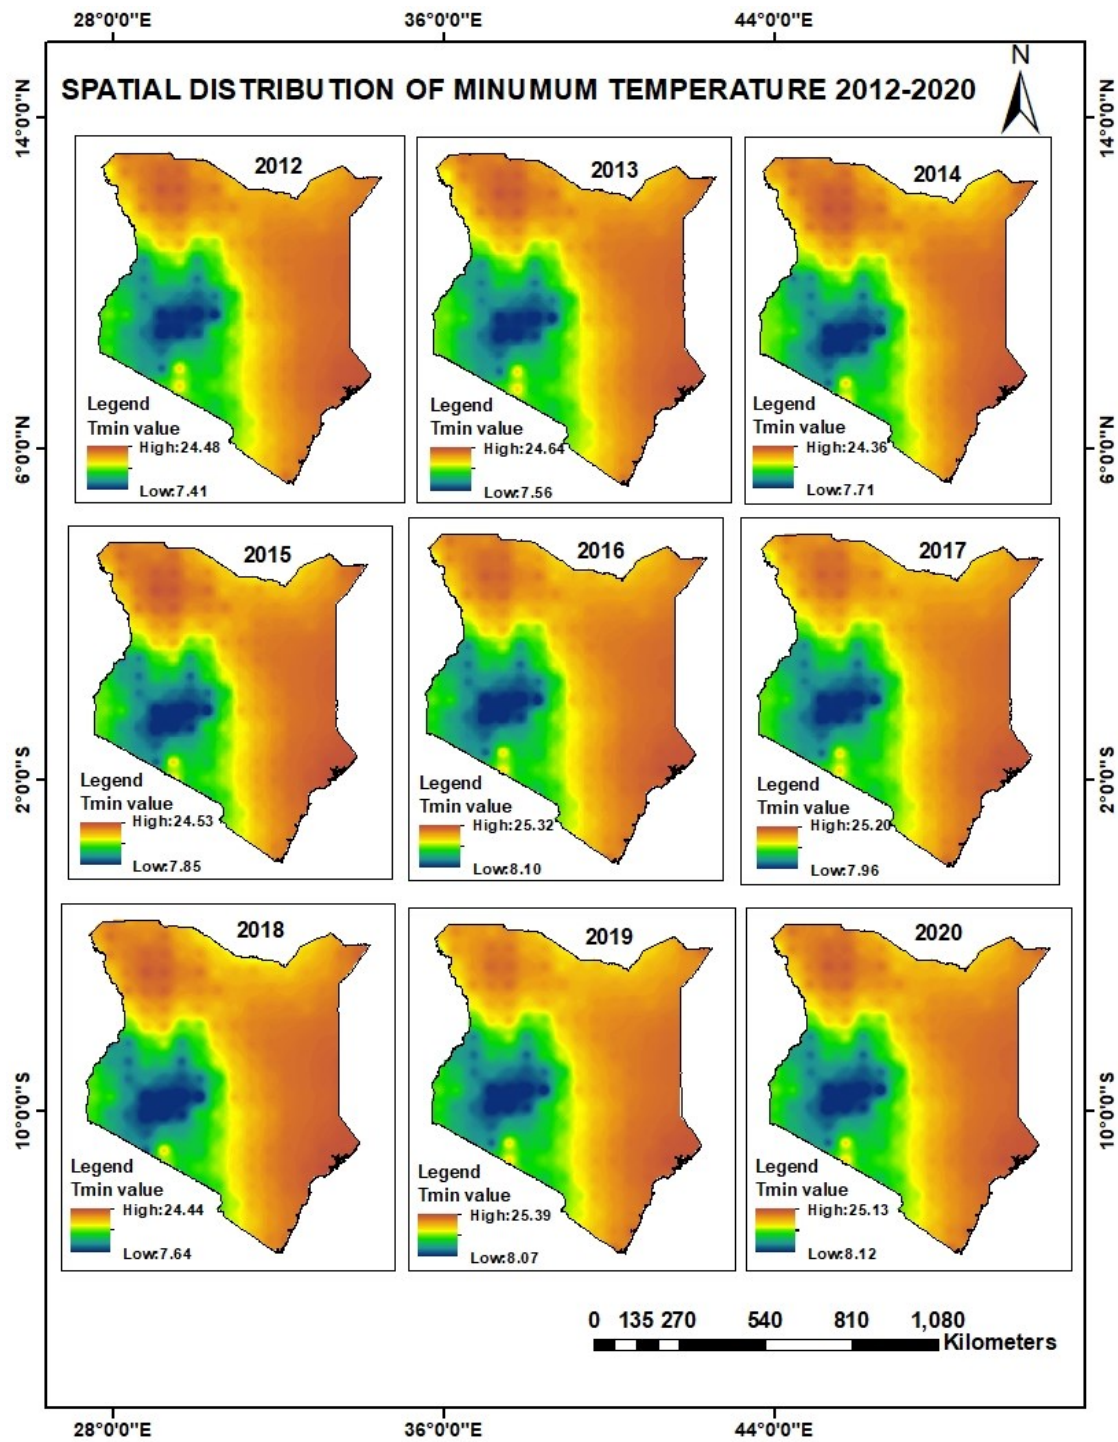 28°0'0"E 36°0'0"E 44°0'0"E
N
SPATIAL DISTRIBUTION OF MINUMUM TEMPERATURE 2012-2020
14°0'0"N 14°0'0"N
2012 2013 2014
Legend Legend Legend
Tmin value Tmin value Tmin value
High:24.48 High:24.64 High:24.36
6°0'0"N 6°0'0"N
Low:7.41 Low:7.56 Low:7.71
2015 2016 2017
2°0'0"S 2°0'0"S
Legend Legend Legend
Tmin value Tmin value Tmin value
High:24.53 High:25.32 High:25.20
Low:7.85 Low:8.10 Low:7.96
2018 2019 2020
10°0'0"S 10°0'0"S
Legend Legend Legend
Tmin value Tmin value Tmin value
High:24.44 High:25.39 High:25.13
Low:7.64 Low:8.07 Low:8.12
0 135 270 540 810 1,080
Kilometers
28°0'0"E 36°0'0"E 44°0'0"E